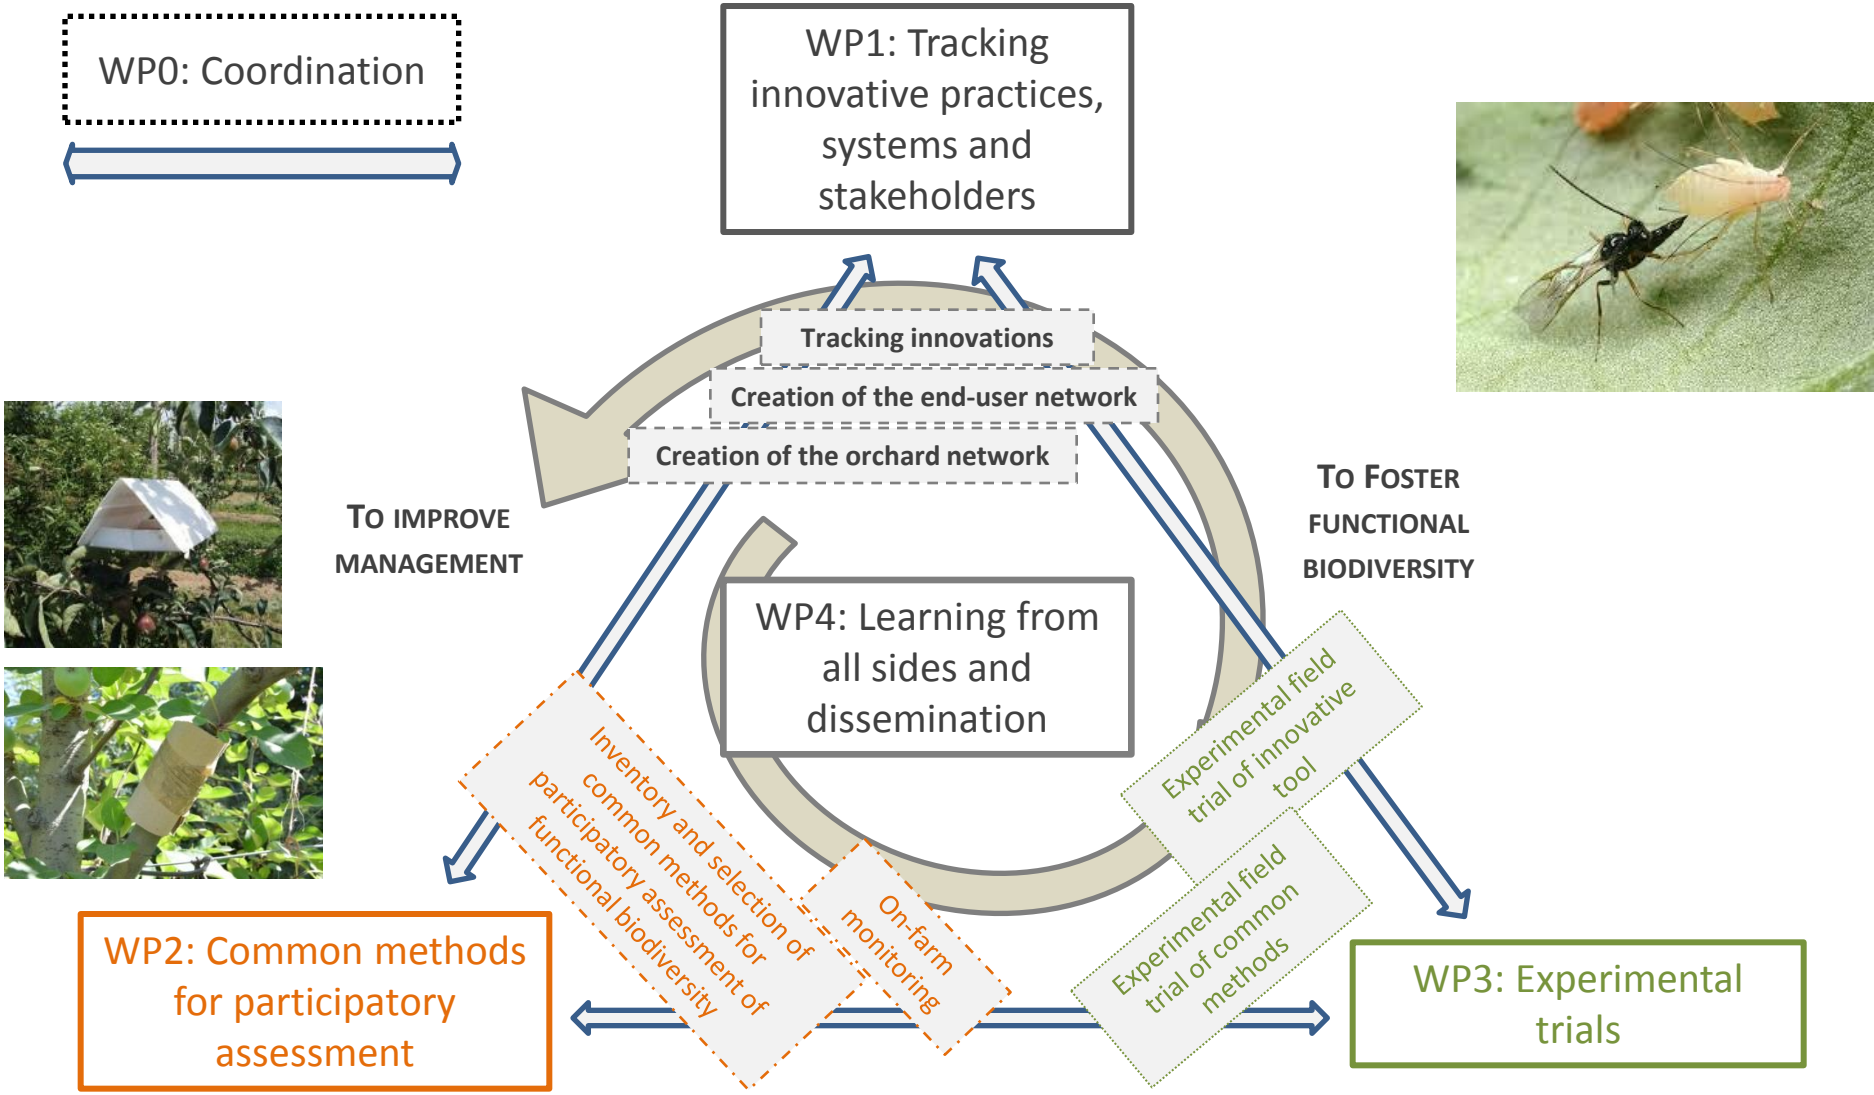 WP0: Coordination
WP1: Tracking
innovative practices,
systems and
stakeholders
Tracking innovations
Creation of the end-user network
Creation of the orchard network
TO IMPROVE
MANAGEMENT
TO FOSTER
FUNCTIONAL
BIODIVERSITY
WP4: Learning from
all sides and
dissemination
Inventory and selection of
common methods for
participatory assessment of
functional biodiversity
On-farm
monitoring
Experimental field
trial of innovative
tool
Experimental field
trial of common
methods
WP2: Common methods
for participatory
assessment
WP3: Experimental
trials